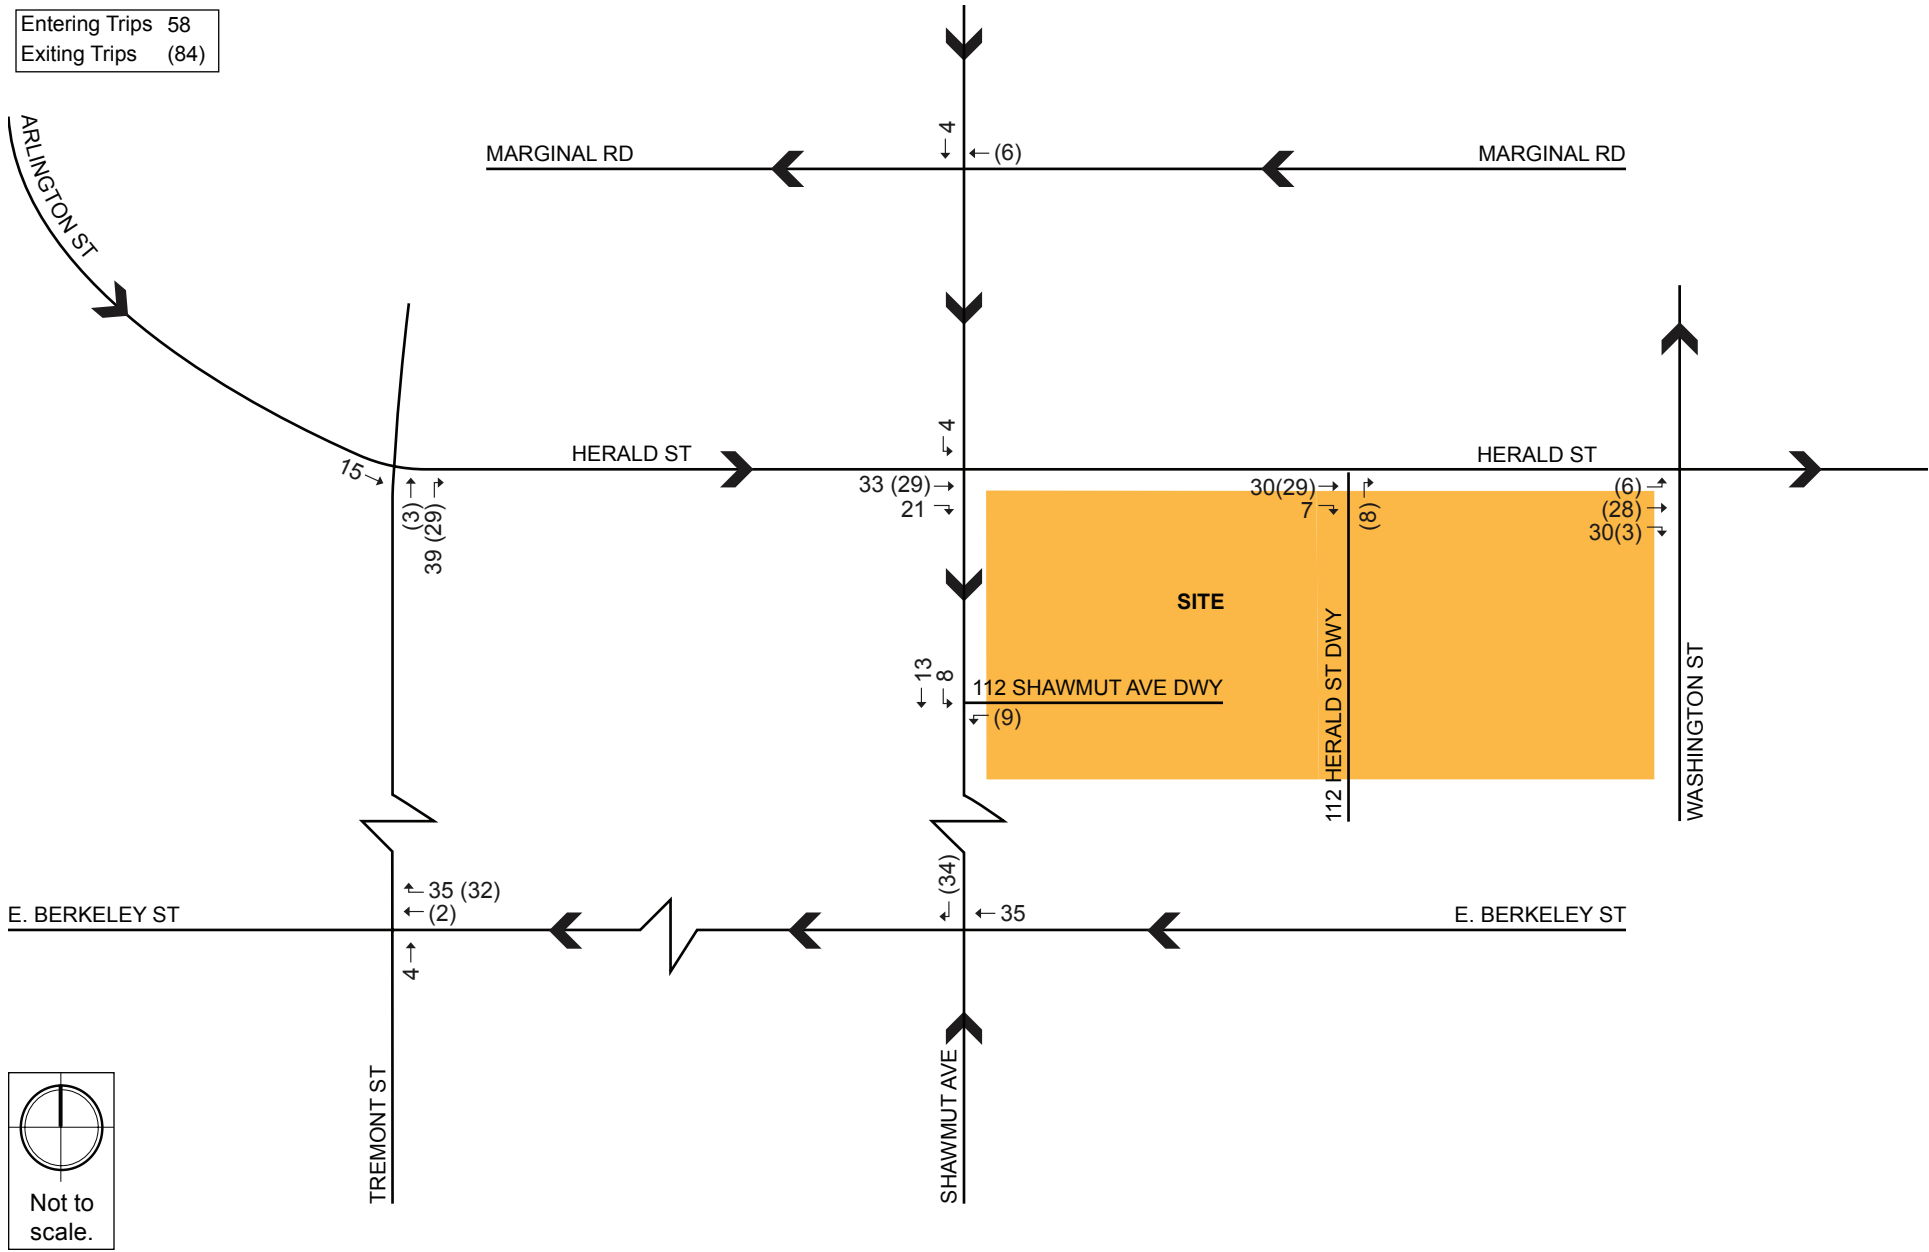 Entering Trips 58
Exiting Trips (84)
ARLINGTON ST
4
(6)
MARGINAL RD
MARGINAL RD
4
HERALD ST
HERALD ST
15
(3)
39 (29)
33 (29)
21
30(29)
7
(8)
(6)
(28)
30(3)
SITE
13
8
112 SHAWMUT AVE DWY
(9)
112 HERALD ST DWY
WASHINGTON ST
35 (32)
(2)
(34)
35
E. BERKELEY ST
E. BERKELEY ST
4
TREMONT ST
SHAWMUT AVE
Not to
scale.